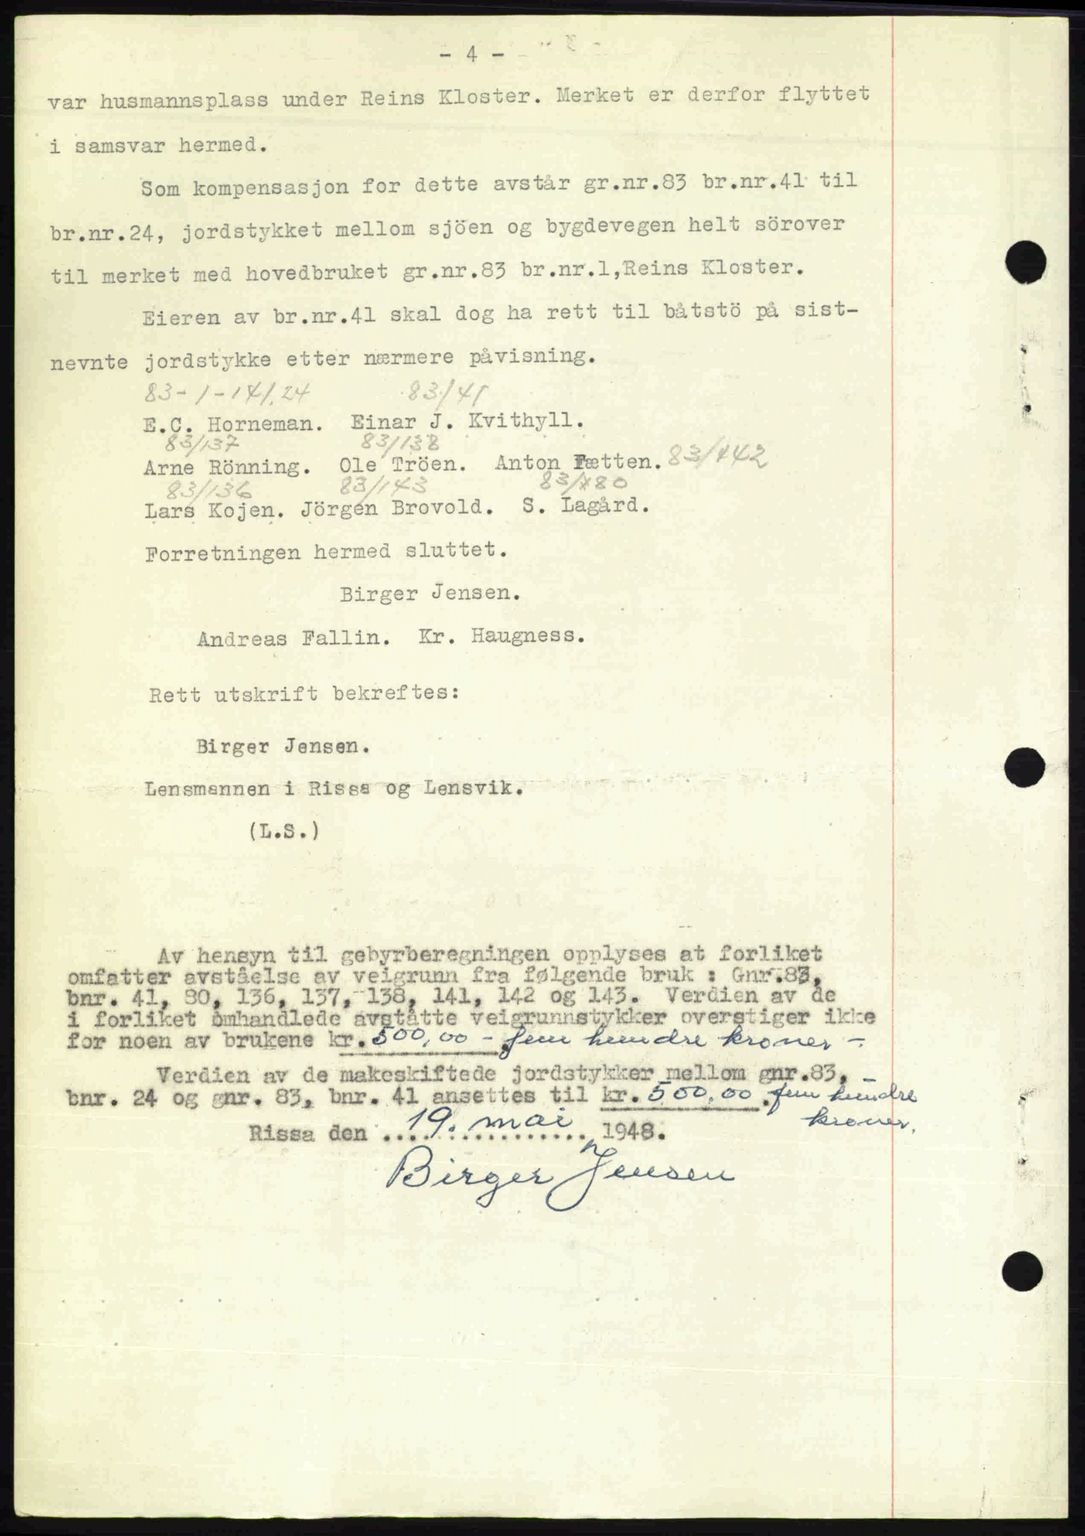 - 4 -
var husmannsplass under Reins Kloster. Merket er derfor flyttet
i samsvar hermed.
Som kompensasjon for dette avstår gr.nr.83 br.nr.41 til
br.nr.24, jordstykket mellom sjöen og bygdevegen helt sörover
til merket med hovedbruket gr.nr.83 br.nr.1,Reins Kloster.
Eieren av br.nr.41 skal dog ha rett til båtstö på sist-
nevnte jordstykke etter nærmere påvisning.
83-1-141,24 83/41
E.C. Horneman. Einar J. Kvithyll.
83/137 83/138
Arne Rönning. Ole Tröen. Anton Fætten. 83/142
83/136 83/143 83/80
Lars Kojen. Jörgen Brovold. S. Lagård.
Forretningen hermed sluttet.
Birger Jensen.
Andreas Fallin. Kr. Haugness.
Rett utskrift bekreftes:
Birger Jensen.
Lensmannen i Rissa og Lensvik.
(L.S.)
Av hensyn til gebyrberegningen opplyses at forliket
omfatter avståelse av veigrunn fra følgende bruk : Gnr.83,
bnr. 41, 80, 136, 137, 138, 141, 142 og 143. Verdien av de
i forliket omhandlede avståtte veigrunnstykker overstiger ikke
for noen av brukene kr. 500,00 - fem hundre kroner -.
Verdien av de makeskiftede jordstykker mellom gnr.83, -
bnr. 24 og gnr. 83, bnr. 41 ansettes til kr. 500,00 . fem hundre
kroner.
Rissa den 19. mai 1948.
Birger Jensen